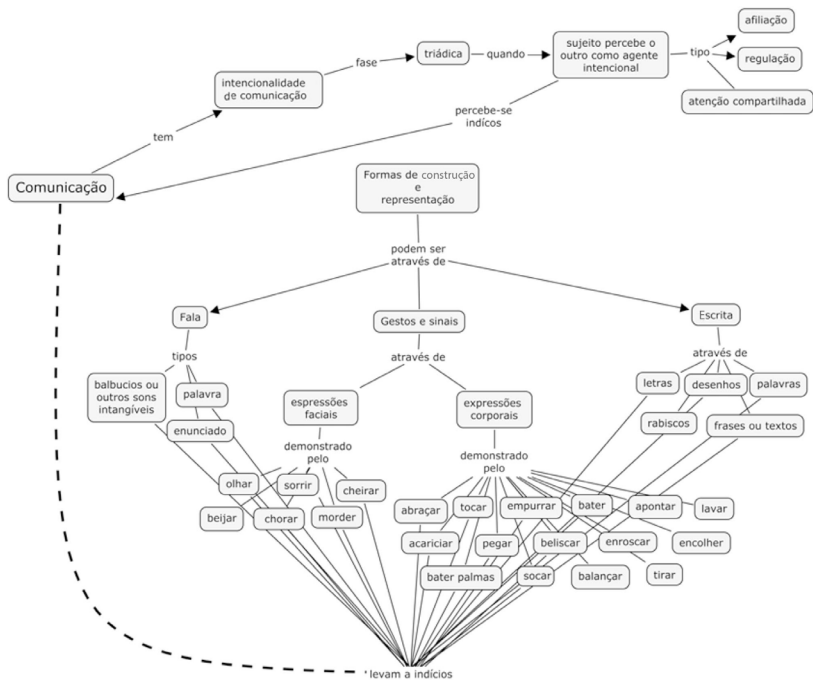 afiliação
sujeito percebe o
outro como agente
intencional
triádica
quando
tipo
regulação
fase
intencionalidade
de comunicação
atenção compartilhada
percebe-se
indícos
tem
Comunicação
Formas de construção
e
representação
podem ser
através de
Fala
Gestos e sinais
Escrita
tipos
através de
através de
balbucios ou
outros sons
intangíveis
palavra
enunciado
espressões
faciais
expressões
corporais
letras
desenhos
palavras
rabiscos
frases ou textos
demonstrado
pelo
demonstrado
pelo
olhar
sorrir
cheirar
beijar
chorar
morder
abraçar
tocar
empurrar
bater
apontar
lavar
acariciar
pegar
beliscar
enroscar
encolher
bater palmas
socar
balançar
tirar
levam a indícios